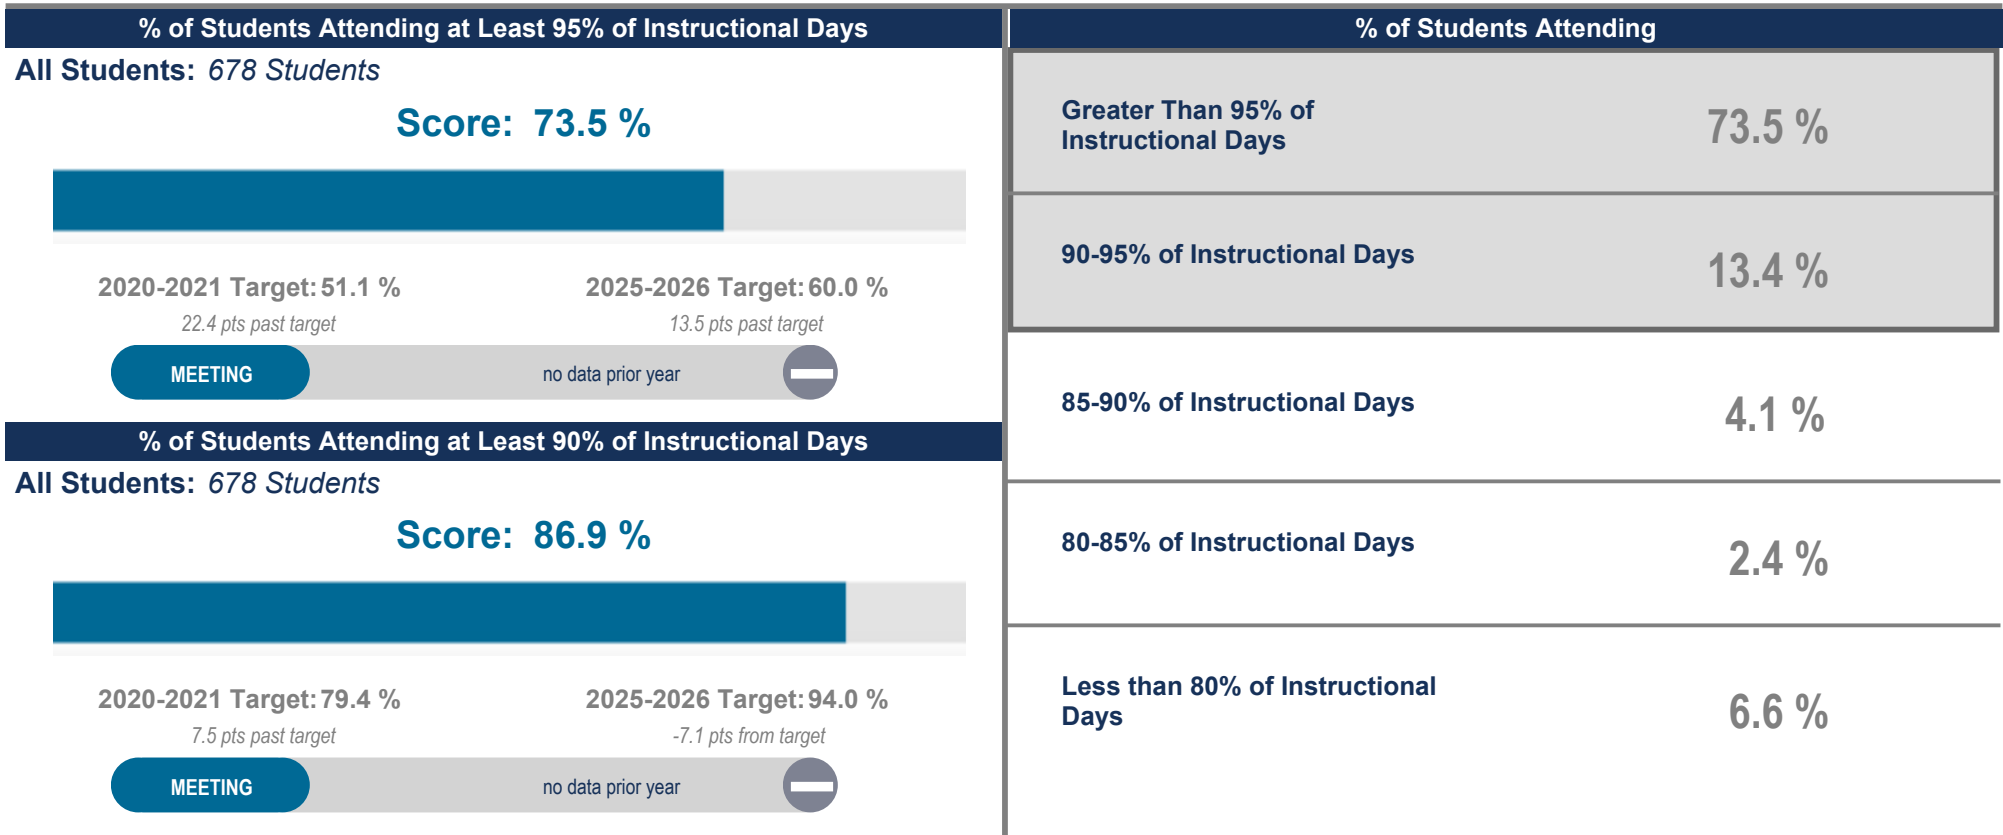 % of Students Attending at Least 95% of Instructional Days
All Students: 678 Students
Score: 73.5 %
2020-2021 Target: 51.1 %
22.4 pts past target
2025-2026 Target: 60.0 %
13.5 pts past target
MEETING
no data prior year
% of Students Attending at Least 90% of Instructional Days
All Students: 678 Students
Score: 86.9 %
2020-2021 Target: 79.4 %
7.5 pts past target
2025-2026 Target: 94.0 %
-7.1 pts from target
MEETING
no data prior year
% of Students Attending
Greater Than 95% of
Instructional Days
73.5 %
90-95% of Instructional Days
13.4 %
85-90% of Instructional Days
4.1 %
80-85% of Instructional Days
2.4 %
Less than 80% of Instructional
Days
6.6 %